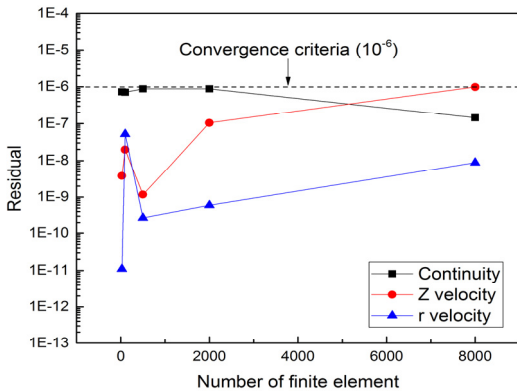 1E-4
1E-5
1E-6
1E-7
1E-8
1E-9
1E-10
1E-11
1E-12
1E-13
Residual
Convergence criteria (10⁻⁶)
Continuity
Z velocity
r velocity
0 2000 4000 6000 8000
Number of finite element